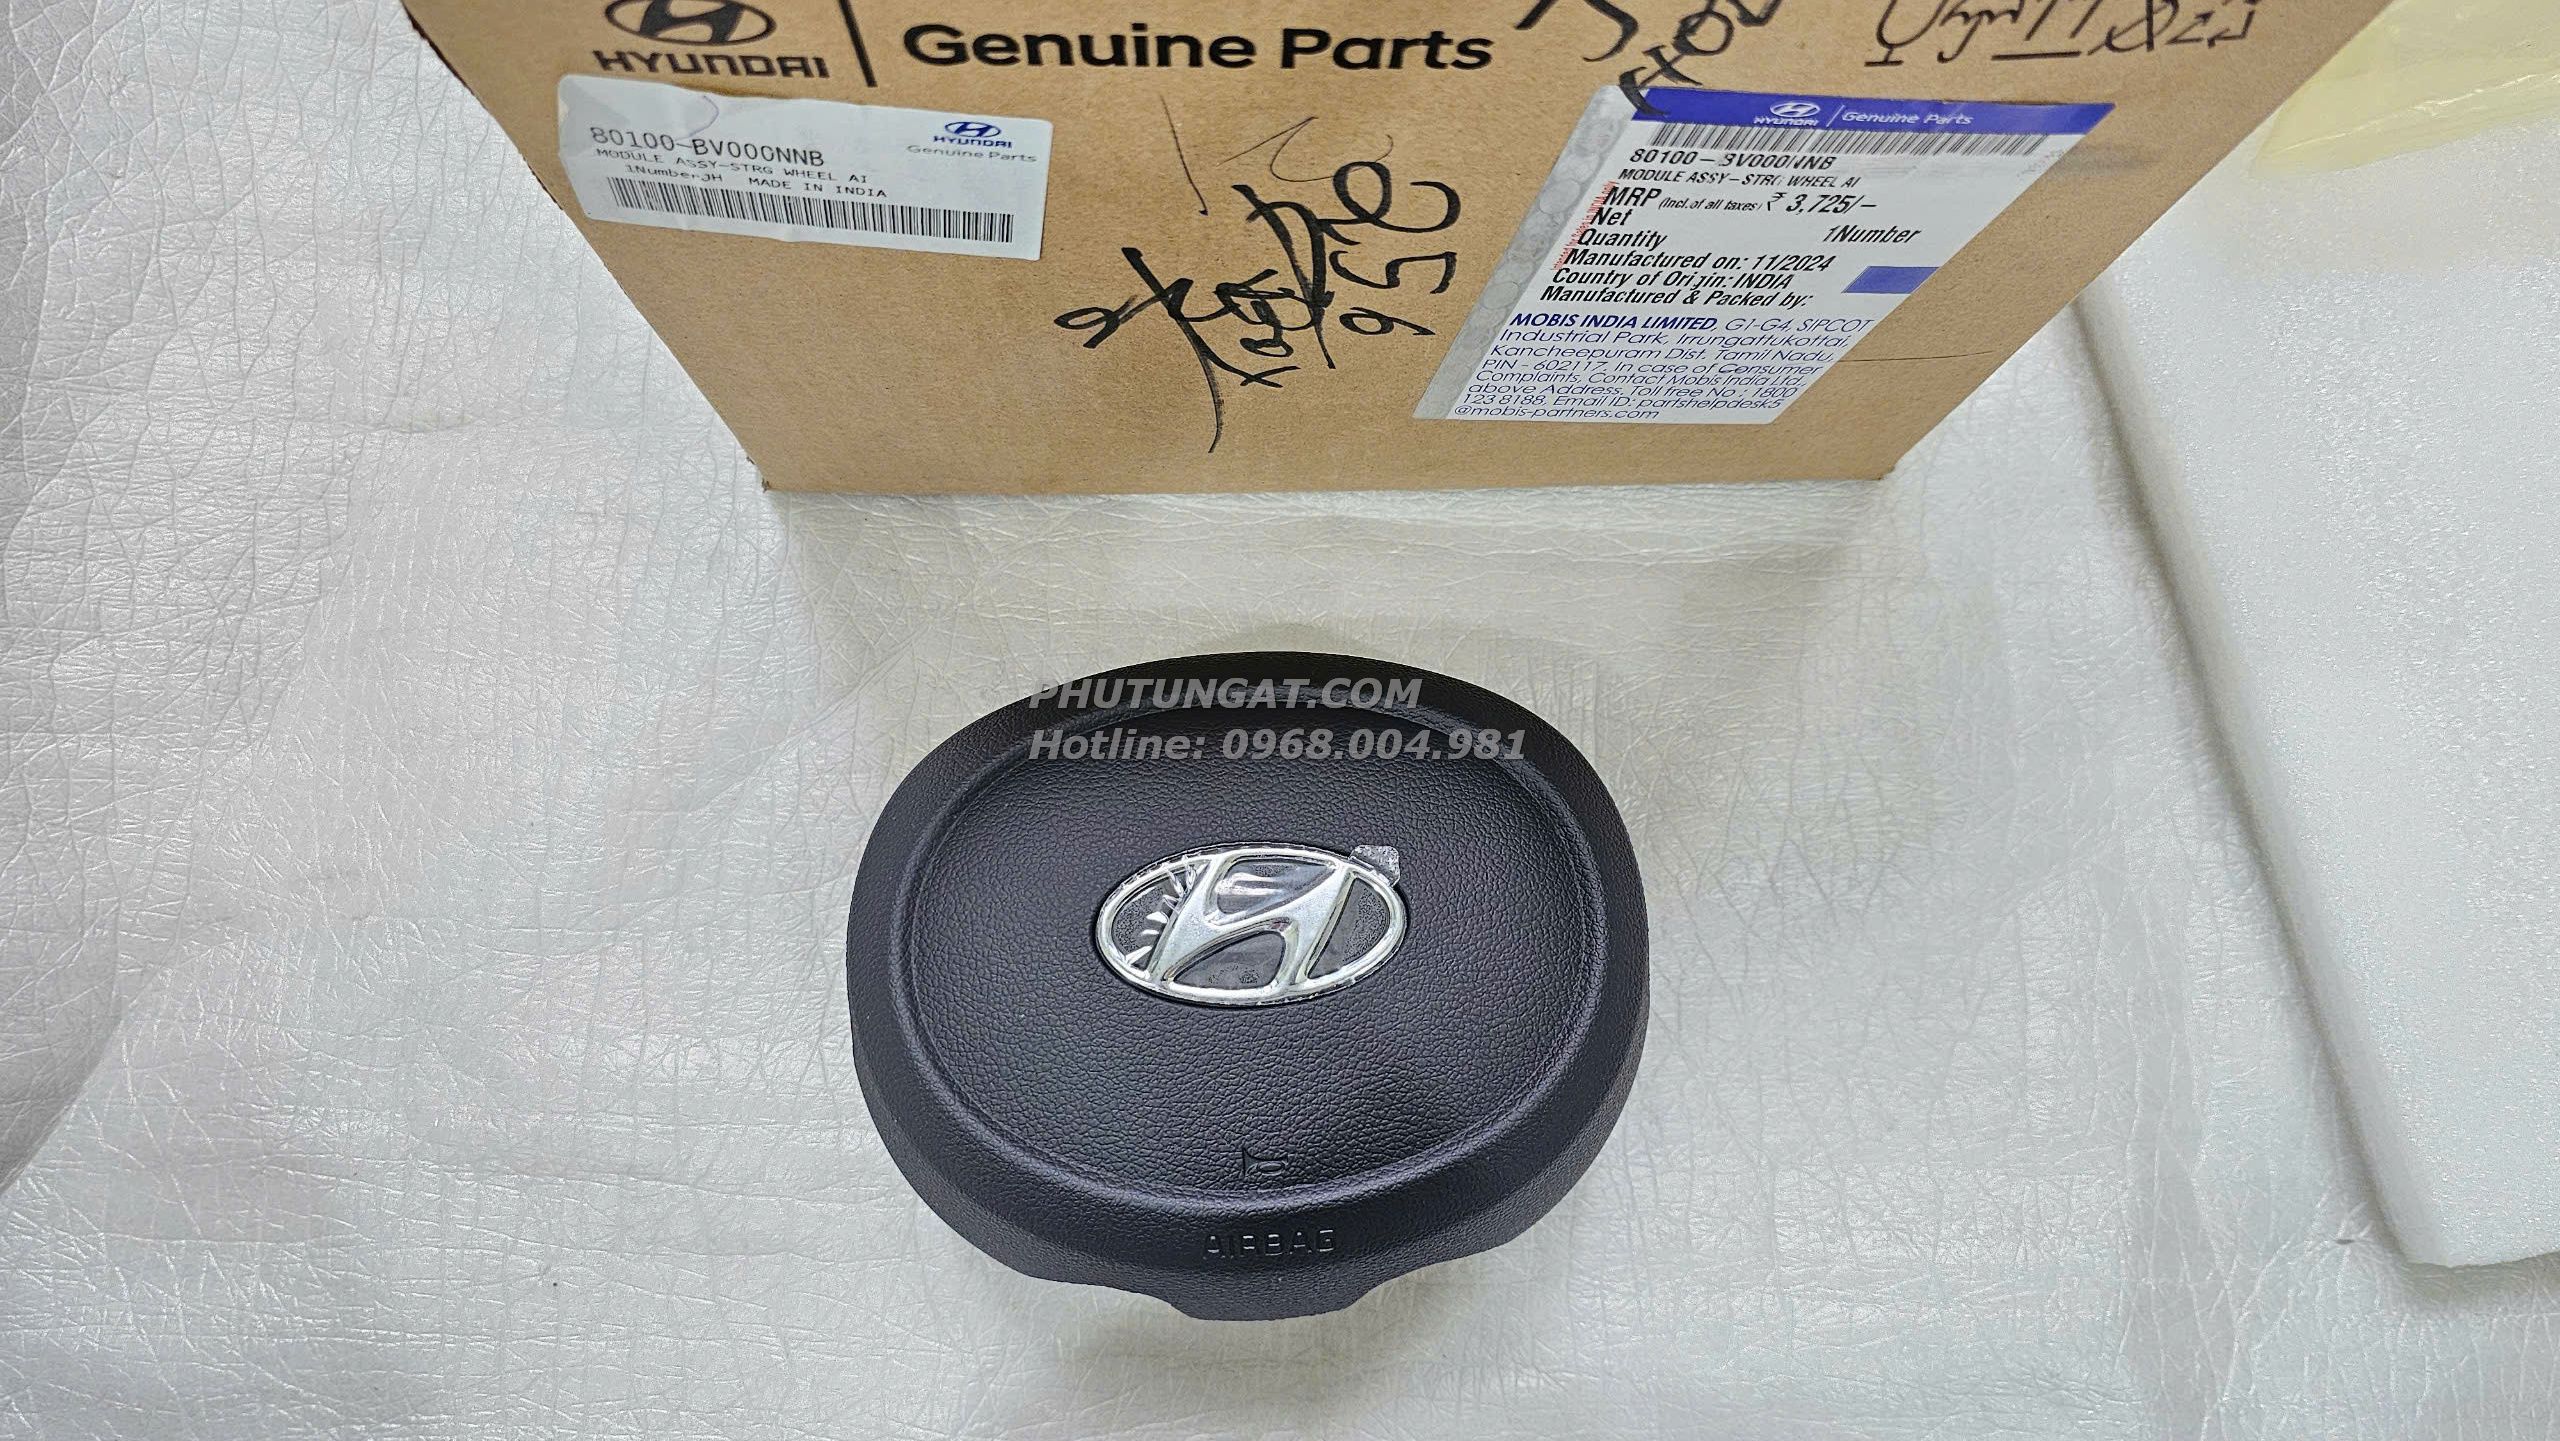 HYUNDAI
Genuine Parts
80100-BV000NNB
HYUNDAI
Genuine Parts
MODULE ASSY-STRG WHEEL AI
1Number JH MADE IN INDIA
956
HYUNDAI Genuine Parts
80100-BV000NNB
MODULE ASSY-STRG WHEEL AI
MRP (Incl.of all taxes) ₹ 3,725/-
Net
Quantity 1Number
Manufactured on: 11/2024
Country of Origin: INDIA
Manufactured & Packed by:
MOBIS INDIA LIMITED, G1-G4, SIPCOT
Industrial Park, Irrungattukottai,
Kancheepuram Dist. Tamil Nadu,
PIN - 602117. In case of Consumer
Complaints, Contact Mobis India Ltd.,
above Address, Toll free No : 1800
123 8188, Email ID: partshelpdesk5
@mobis-partners.com
PHUTUNGAT.COM
Hotline: 0968.004.981
AIRBAG